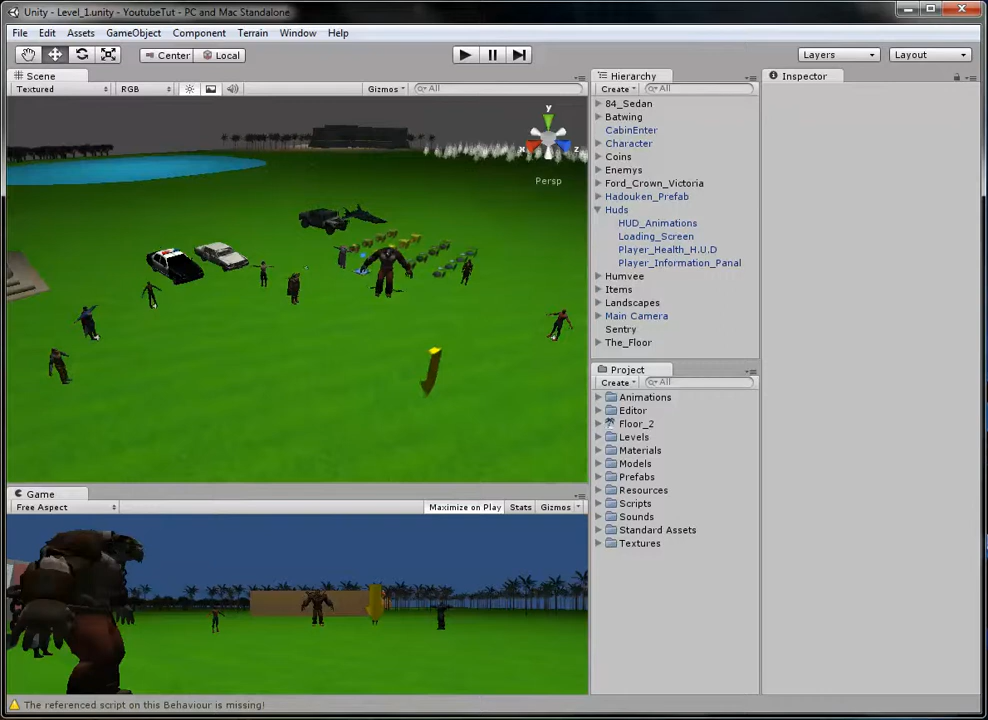 Unity - Level_1.unity - YoutubeTut - PC and Mac Standalone
File Edit Assets GameObject Component Terrain Window Help
Center Local Layers Layout
Scene
Textured RGB Gizmos All
y
x z
Persp
Game
Free Aspect Maximize on Play Stats Gizmos
Hierarchy
Create All
84_Sedan
Batwing
CabinEnter
Character
Coins
Enemys
Ford_Crown_Victoria
Hadouken_Prefab
Huds
HUD_Animations
Loading_Screen
Player_Health_H.U.D
Player_Information_Panal
Humvee
Items
Landscapes
Main Camera
Sentry
The_Floor
Project
Create All
Animations
Editor
Floor_2
Levels
Materials
Models
Prefabs
Resources
Scripts
Sounds
Standard Assets
Textures
Inspector
The referenced script on this Behaviour is missing!